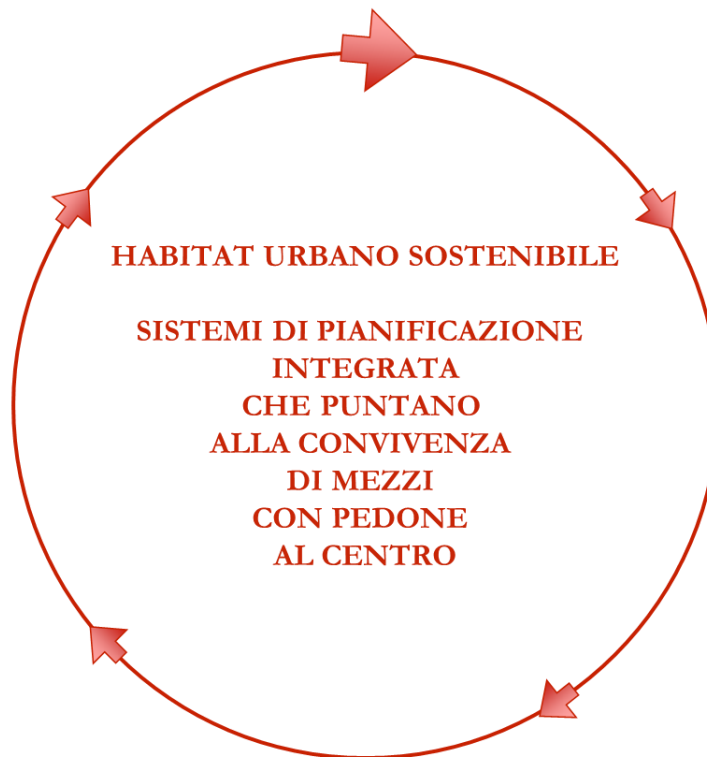 HABITAT URBANO SOSTENIBILE
SISTEMI DI PIANIFICAZIONE
INTEGRATA
CHE PUNTANO
ALLA CONVIVENZA
DI MEZZI
CON PEDONE
AL CENTRO